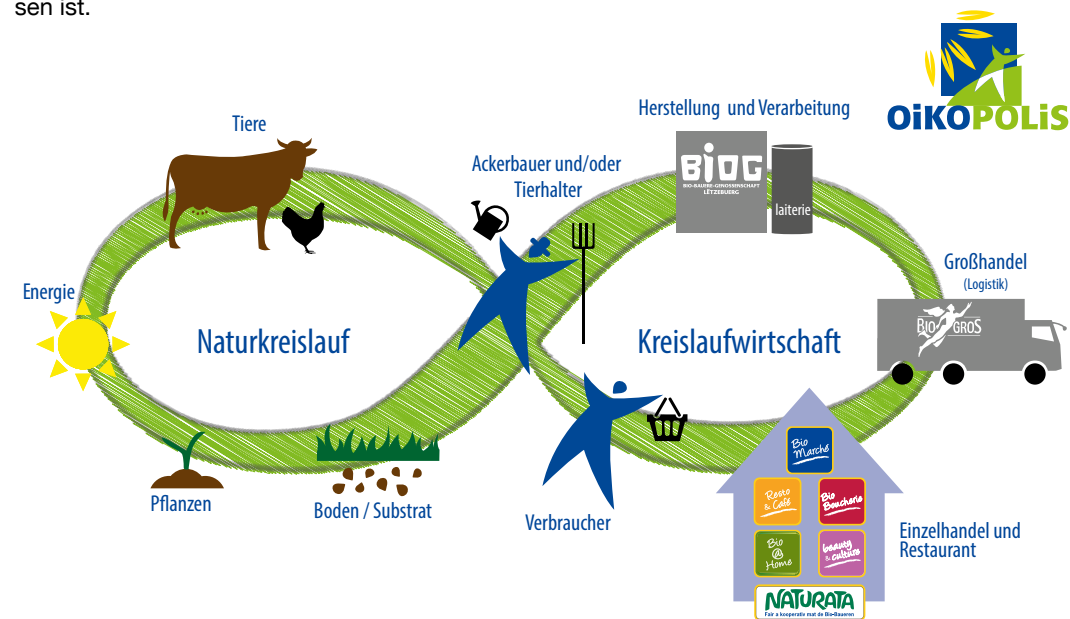 sen ist.
OiKOPOLiS
Herstellung und Verarbeitung
Tiere
Ackerbauer und/oder
Tierhalter
BIOG
BIO-BAUERE-GENOSSENSCHAFT
LËTZEBUERG
laiterie
Großhandel
(Logistik)
Energie
BIO GROS
Naturkreislauf
Kreislaufwirtschaft
Bio
Marché
Resto
& Café
Bio
Boucherie
Pflanzen
Boden / Substrat
Verbraucher
Einzelhandel und
Restaurant
Bio
@
Home
beauty
& culture
NATURATA
Fair a kooperativ mat de Bio-Baueren